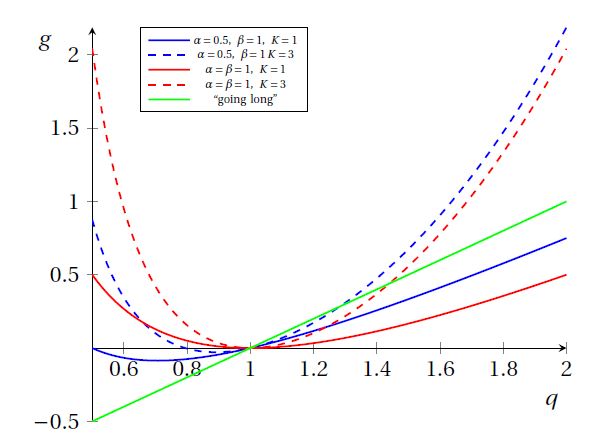 g
α = 0.5, β = 1, K = 1
α = 0.5, β = 1 K = 3
α = β = 1, K = 1
α = β = 1, K = 3
“going long”
2
1.5
1
0.5
−0.5
0.6 0.8 1 1.2 1.4 1.6 1.8 2
q